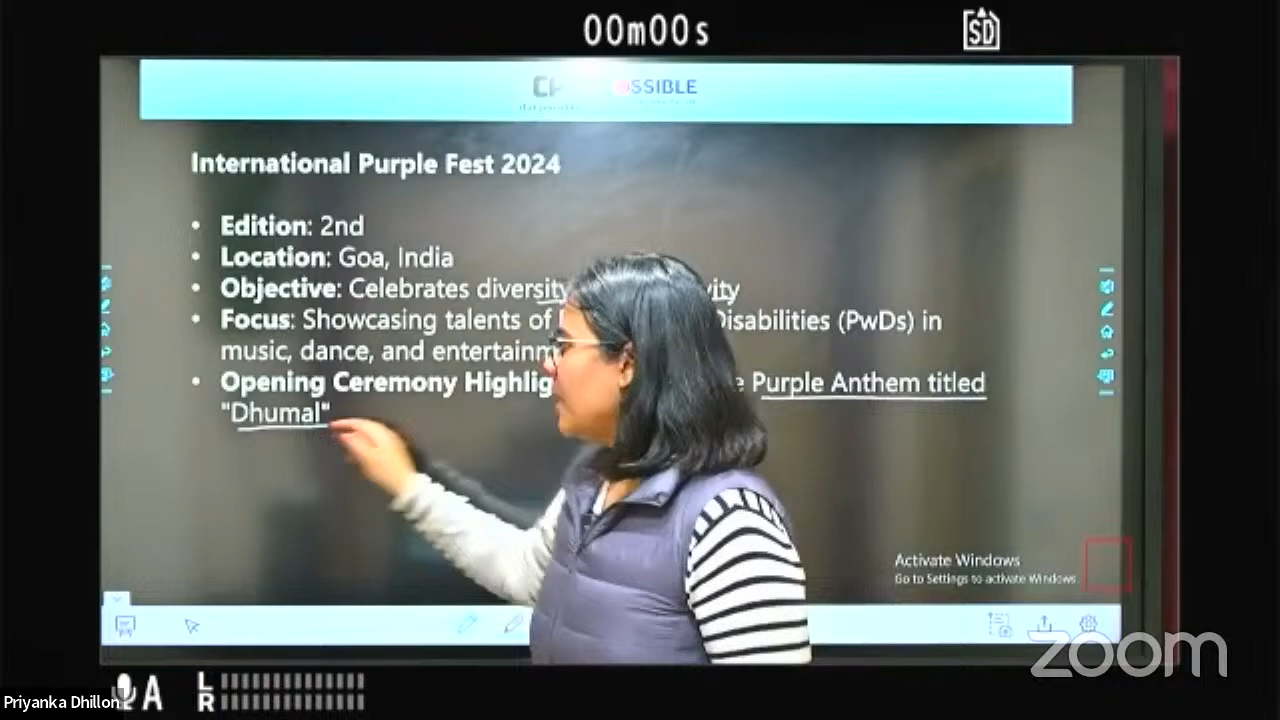 00m00s
SD
SSIBLE
International Purple Fest 2024
• Edition: 2nd
• Location: Goa, India
• Objective: Celebrates diversity vity
• Focus: Showcasing talents of Disabilities (PwDs) in
music, dance, and entertainm
• Opening Ceremony Highlig e Purple Anthem titled
"Dhumal"
Activate Windows
Go to Settings to activate Windows.
zoom
Priyanka Dhillon
A
L
R